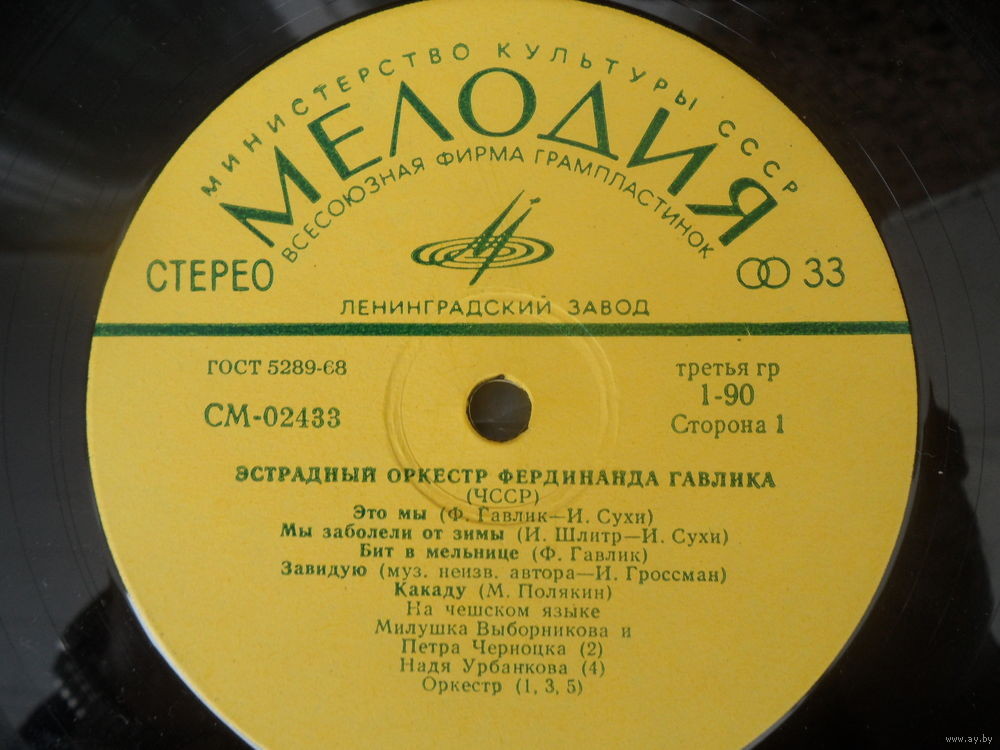 МИНИСТЕРСТВО КУЛЬТУРЫ СССР
МЕЛОДИЯ
ВСЕСОЮЗНАЯ ФИРМА ГРАМПЛАСТИНОК
СТЕРЕО
33
ЛЕНИНГРАДСКИЙ ЗАВОД
ГОСТ 5289-68
третья гр
1-90
СМ-02433
Сторона 1
ЭСТРАДНЫЙ ОРКЕСТР ФЕРДИНАНДА ГАВЛИКА
(ЧССР)
Это мы (Ф. Гавлик—И. Сухи)
Мы заболели от зимы (И. Шлитр—И. Сухи)
Бит в мельнице (Ф. Гавлик)
Завидую (муз. неизв. автора—И. Гроссман)
Какаду (М. Полякин)
На чешском языке
Милушка Выборникова и
Петра Черноцка (2)
Надя Урбанкова (4)
Оркестр (1, 3, 5)
www.ay.by